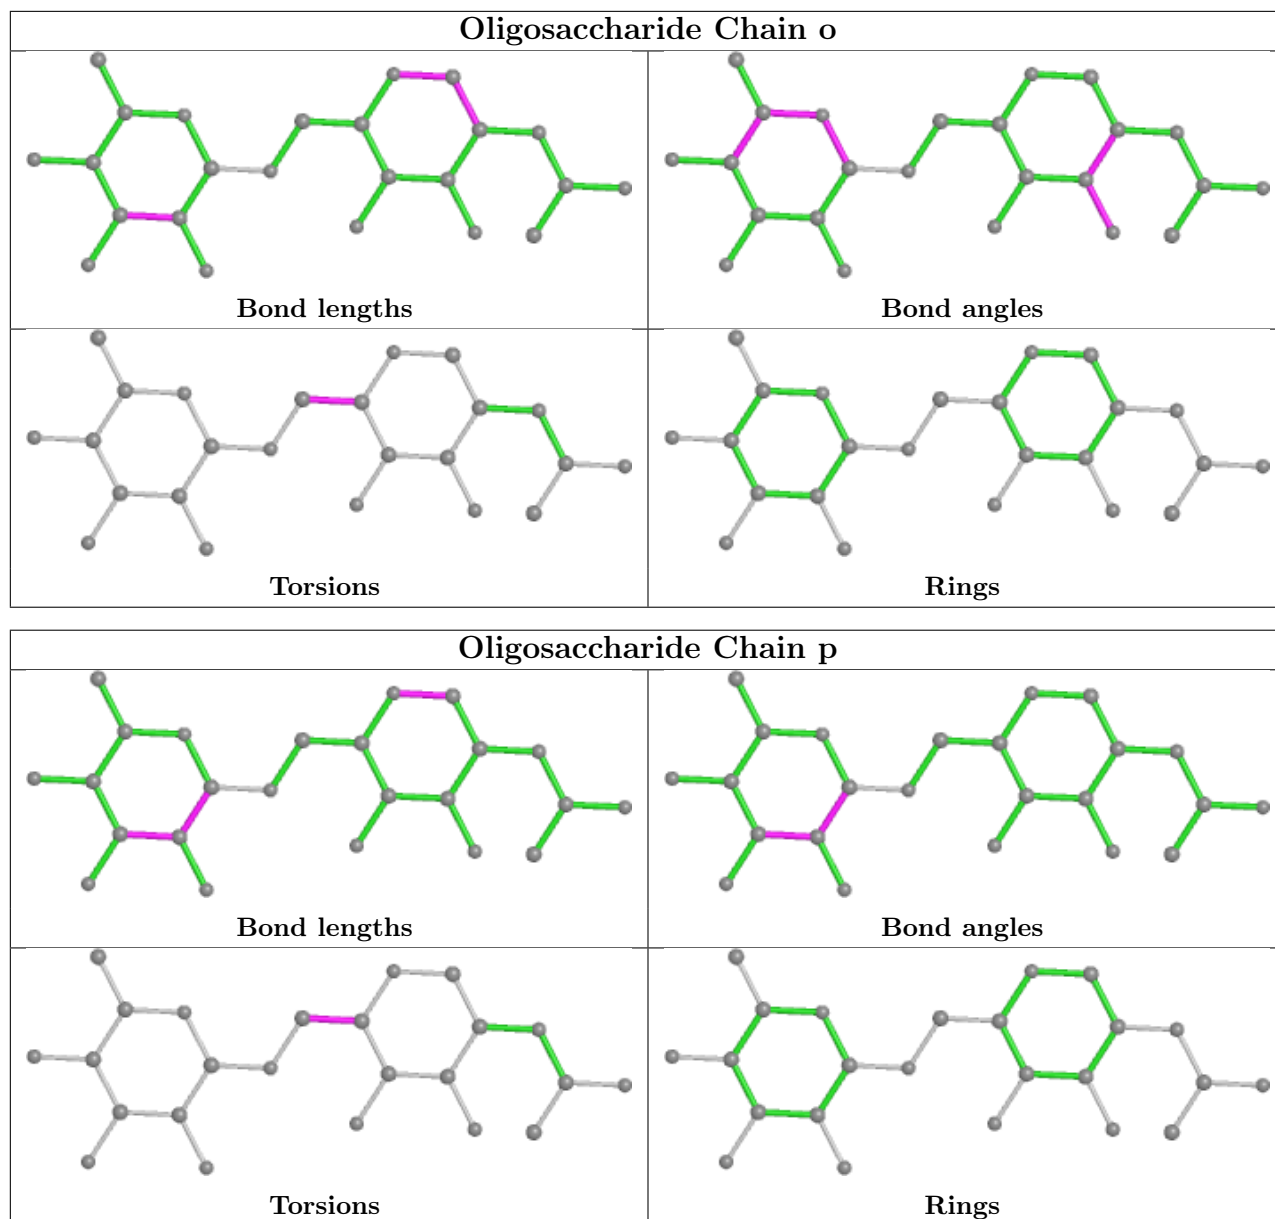 Oligosaccharide Chain o
Bond lengths
Bond angles
Torsions
Rings
Oligosaccharide Chain p
Bond lengths
Bond angles
Torsions
Rings